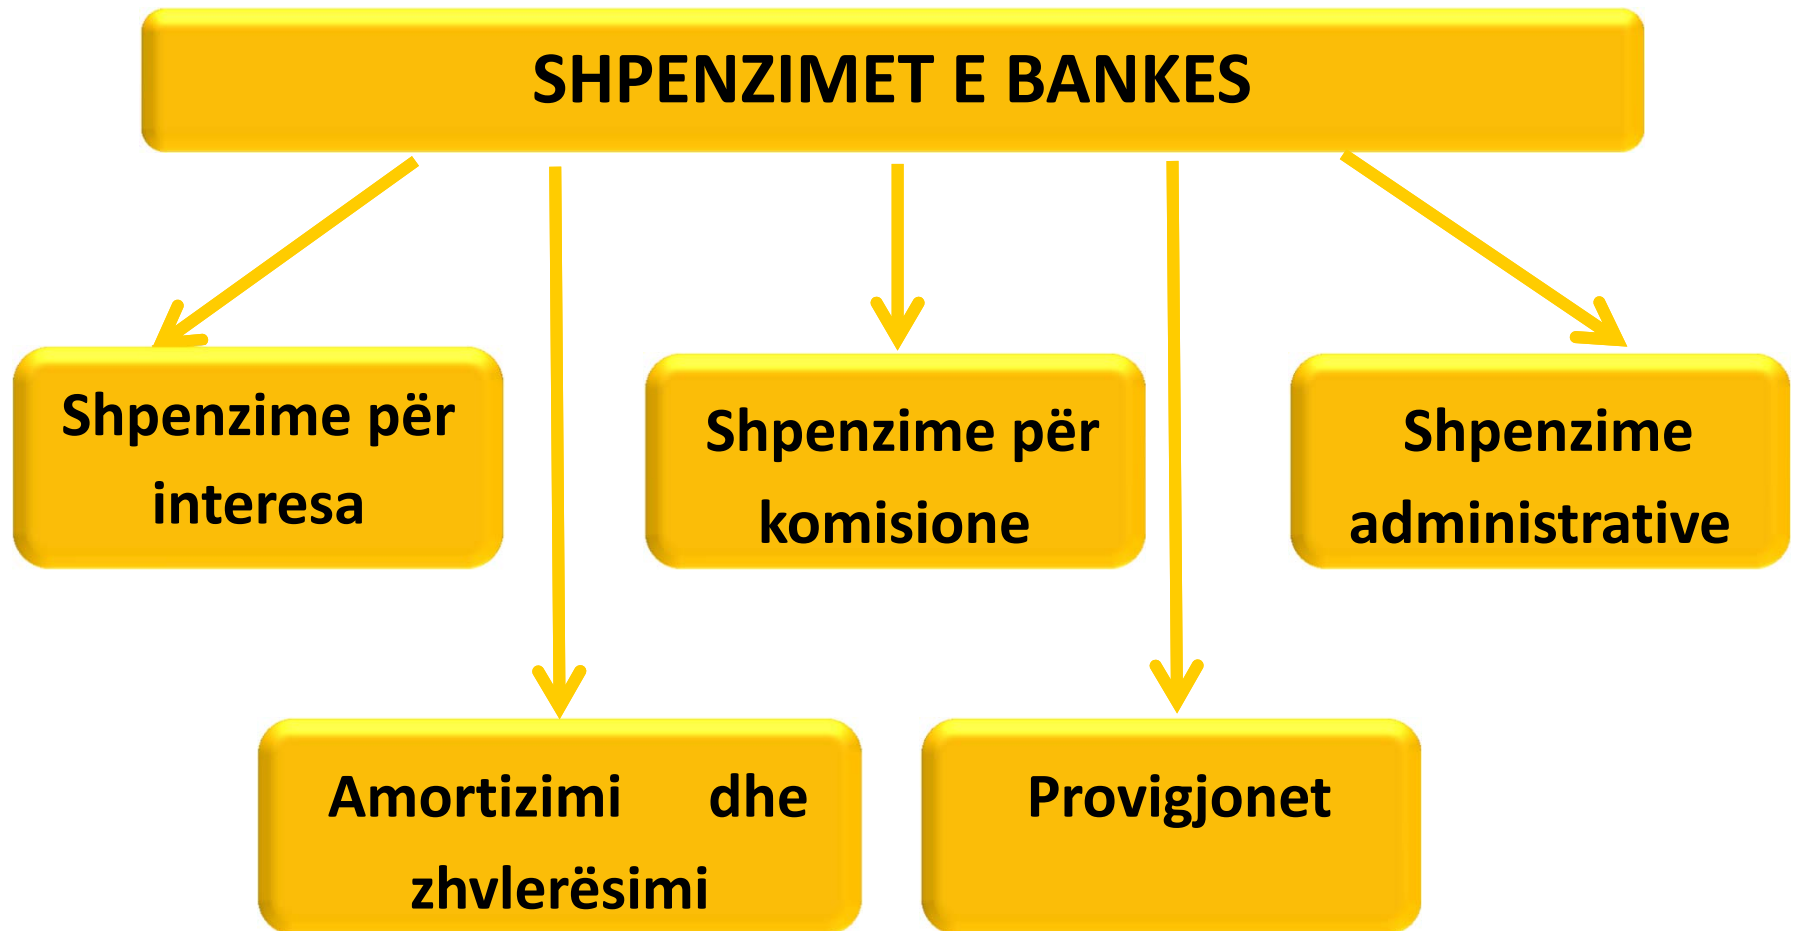 SHPENZIMET E BANKES
Shpenzime për
interesa
Shpenzime për
komisione
Shpenzime
administrative
Amortizimi dhe
zhvlerësimi
Provigjonet